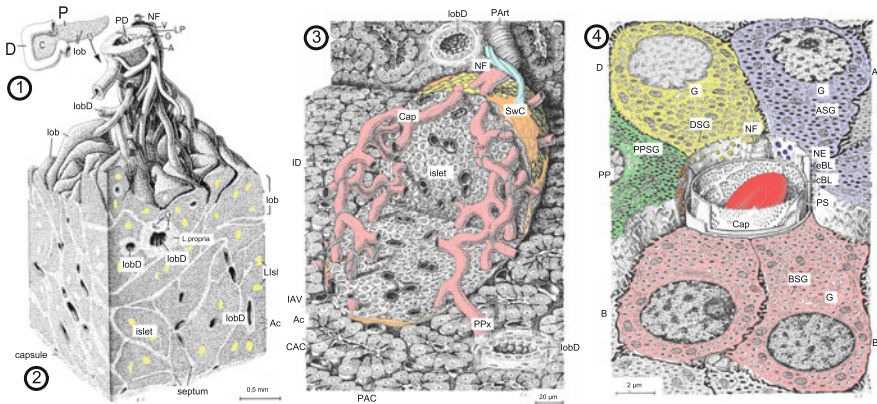 P
D
c
lob
1
NF
PD
V
LP
G
A
lobD
lob
lob
L.propria
lobD
lobD
LIsl
lobD
islet
Ac
capsule
2
septum
0,5 mm
3
lobD
PArt
NF
SwC
Cap
Ax
ID
islet
IAV
Ac
PPx
CAC
lobD
PAC
20 µm
4
D
G
G
A
ASG
DSG
NF
PPSG
NE
eBL
PP
cBL
PS
Cap
BSG
G
B
B
2 µm